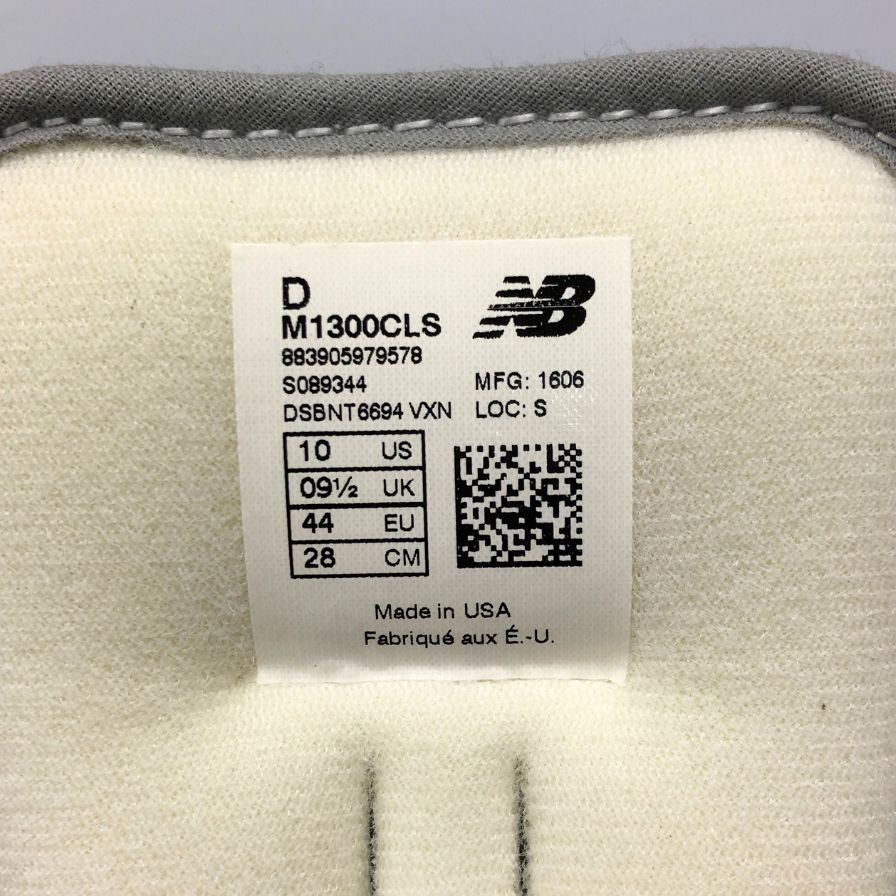 D
M1300CLS
NB
883905979578
S089344
MFG: 1606
DSBNT6694 VXN
LOC: S
10 US
09½ UK
44 EU
28 CM
Made in USA
Fabriqué aux É.-U.